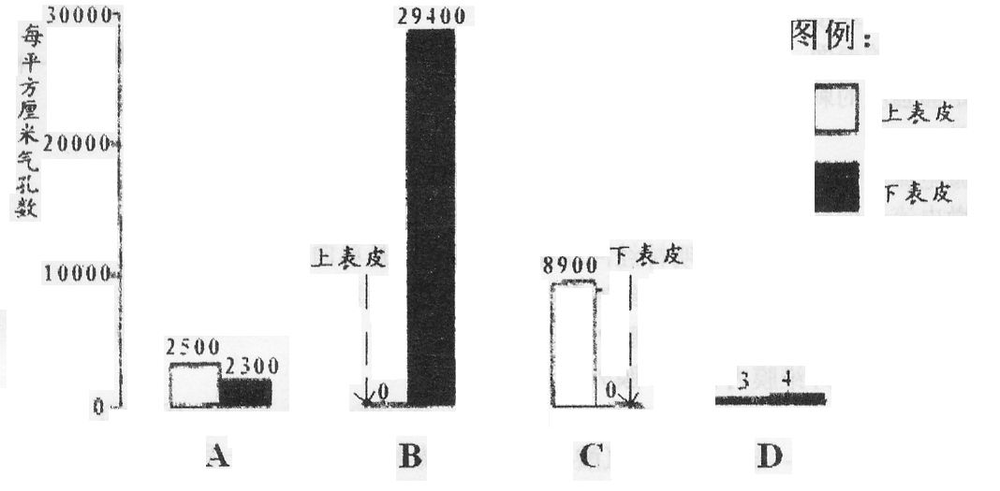 30000
每平方厘米气孔数
20000
10000
0
2500
2300
上表皮
0
29400
8900
下表皮
0
3
4
A
B
C
D
图例：
上表皮
下表皮